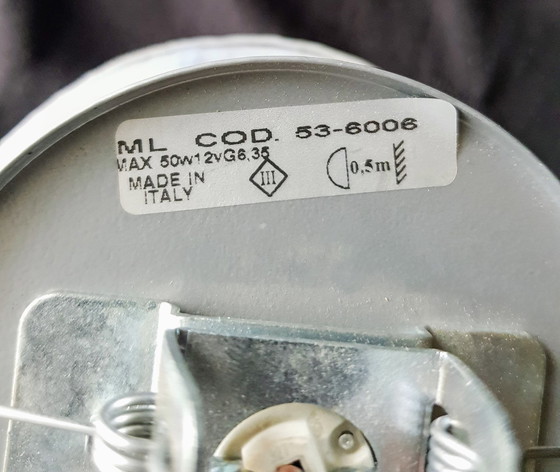 ML COD. 53-6006
MAX 50w12vG6.35
MADE IN
ITALY
III
0,5m